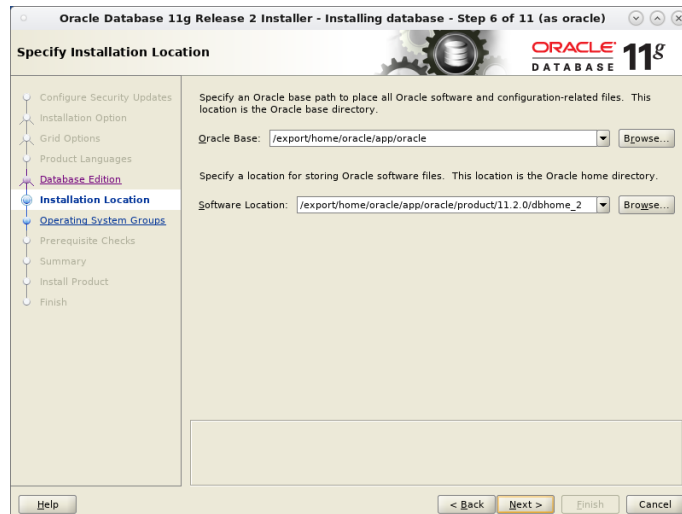 Oracle Database 11g Release 2 Installer - Installing database - Step 6 of 11 (as oracle)
Specify Installation Location
ORACLE
DATABASE
11g
Configure Security Updates
Installation Option
Grid Options
Product Languages
Database Edition
Installation Location
Operating System Groups
Prerequisite Checks
Summary
Install Product
Finish
Specify an Oracle base path to place all Oracle software and configuration-related files. This
location is the Oracle base directory.
Oracle Base: /export/home/oracle/app/oracle Browse...
Specify a location for storing Oracle software files. This location is the Oracle home directory.
Software Location: /export/home/oracle/app/oracle/product/11.2.0/dbhome_2 Browse...
Help < Back Next > Finish Cancel